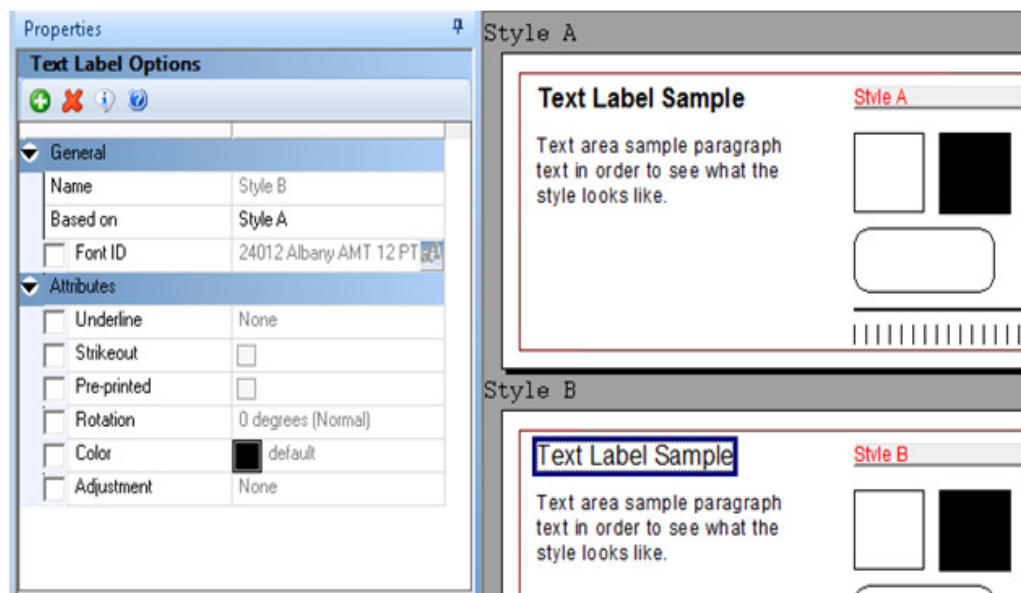 Properties
Text Label Options
General
Name Style B
Based on Style A
Font ID 24012 Albany AMT 12 PT
Attributes
Underline None
Strikeout
Pre-printed
Rotation 0 degrees (Normal)
Color default
Adjustment None
Style A
Text Label Sample
Style A
Text area sample paragraph
text in order to see what the
style looks like.
Style B
Text Label Sample
Style B
Text area sample paragraph
text in order to see what the
style looks like.